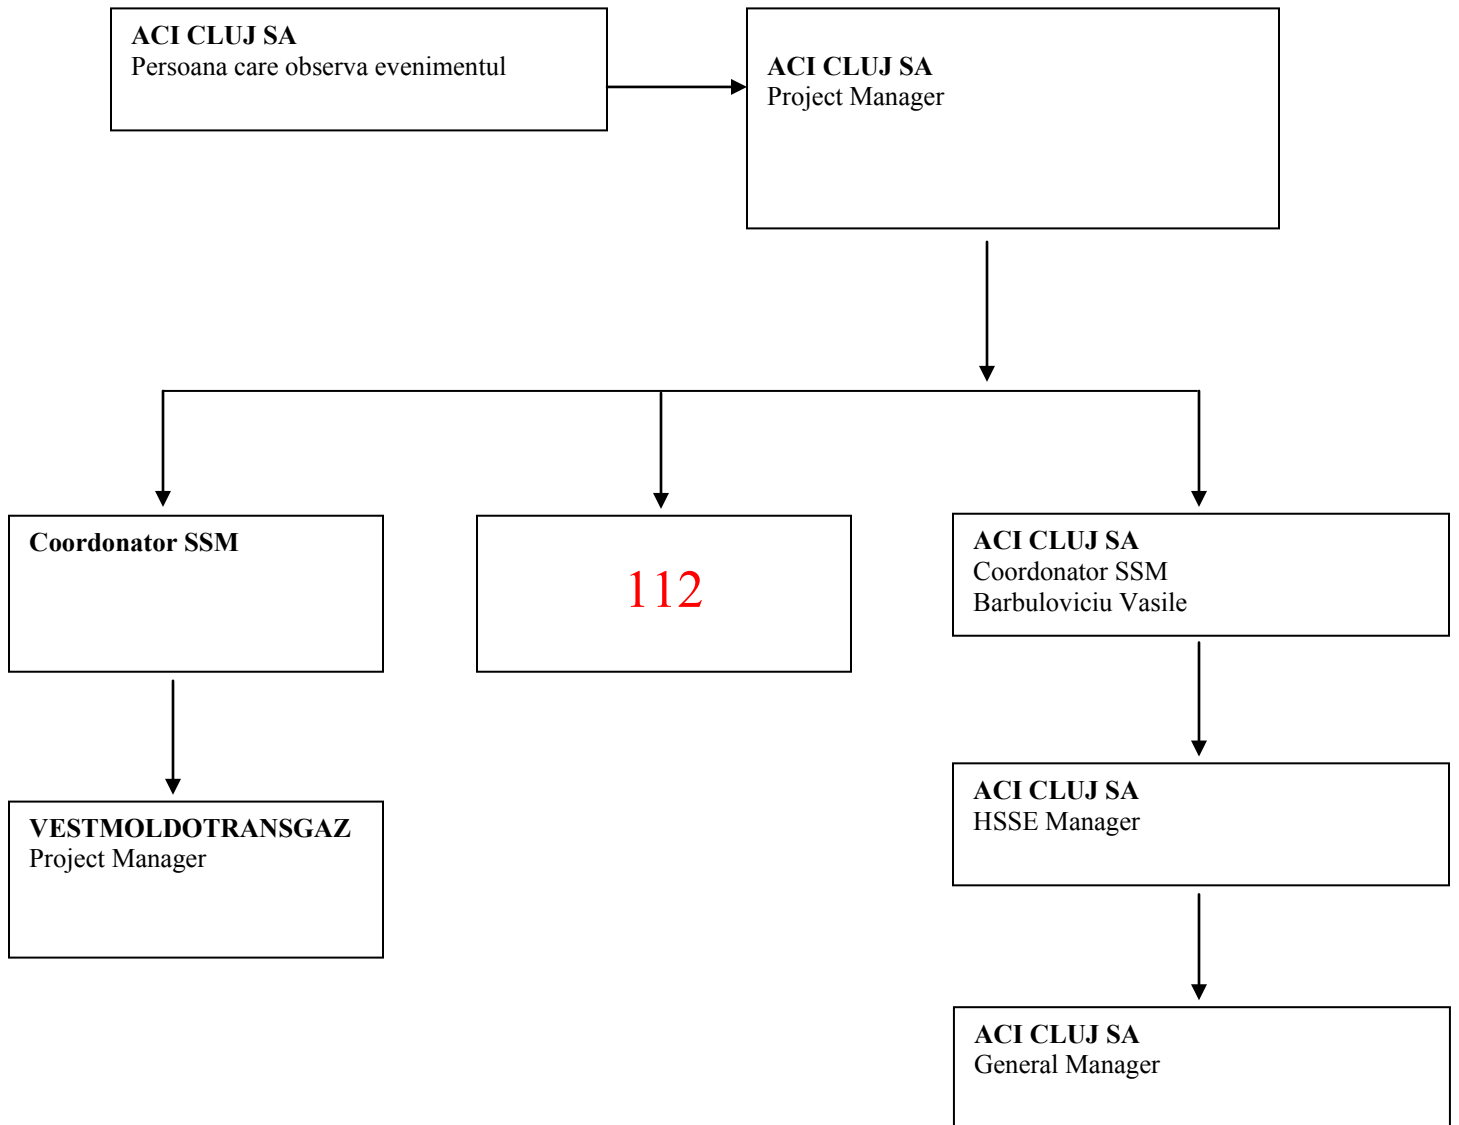 ACI CLUJ SA
Persoana care observa evenimentul
ACI CLUJ SA
Project Manager
Coordonator SSM
112
ACI CLUJ SA
Coordonator SSM
Barbuloviciu Vasile
VESTMOLDOTRANSGAZ
Project Manager
ACI CLUJ SA
HSSE Manager
ACI CLUJ SA
General Manager